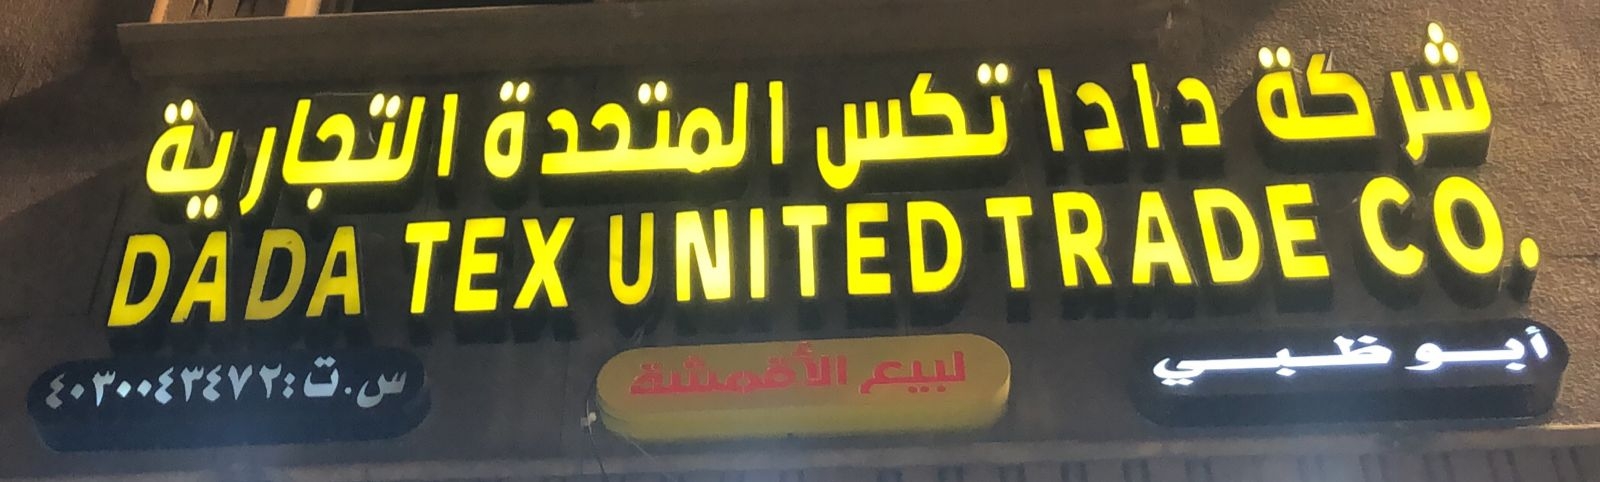 شركة دادا تكس المتحدة التجارية
DADA TEX UNITED TRADE CO.
أبو ظبي
لبيع الأقمشة
س.ت: ٤٠٣٠٠٤٣٤٧٢